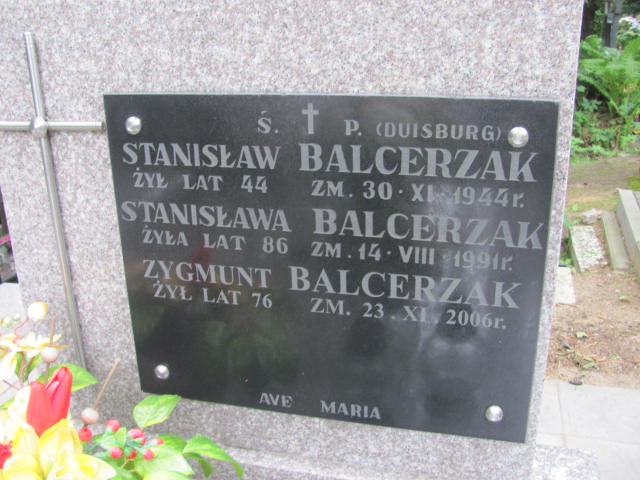 Ś. P. (DUISBURG)
STANISŁAW BALCERZAK
ŻYŁ LAT 44 ZM. 30 · XI · 1944r.
STANISŁAWA BALCERZAK
ŻYŁA LAT 86 ZM. 14 · VIII · 1991r.
ZYGMUNT BALCERZAK
ŻYŁ LAT 76 ZM. 23 . XI . 2006r.
AVE MARIA